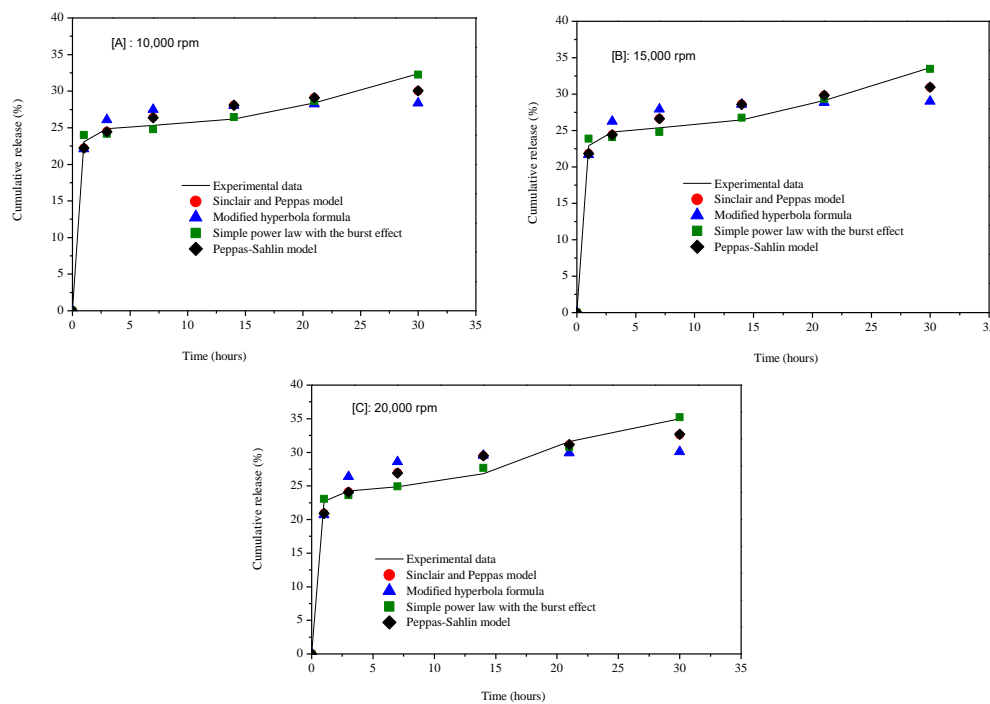 [A] : 10,000 rpm
Cumulative release (%)
40
35
30
25
20
15
10
5
0
Experimental data
Sinclair and Peppas model
Modified hyperbola formula
Simple power law with the burst effect
Peppas-Sahlin model
0 5 10 15 20 25 30 35
Time (hours)
[B]: 15,000 rpm
Cumulative release (%)
40
35
30
25
20
15
10
5
0
Experimental data
Sinclair and Peppas model
Modified hyperbola formula
Simple power law with the burst effect
Peppas-Sahlin model
0 5 10 15 20 25 30 35
Time (hours)
[C]: 20,000 rpm
Cumulative release (%)
40
35
30
25
20
15
10
5
0
Experimental data
Sinclair and Peppas model
Modified hyperbola formula
Simple power law with the burst effect
Peppas-Sahlin model
0 5 10 15 20 25 30 35
Time (hours)